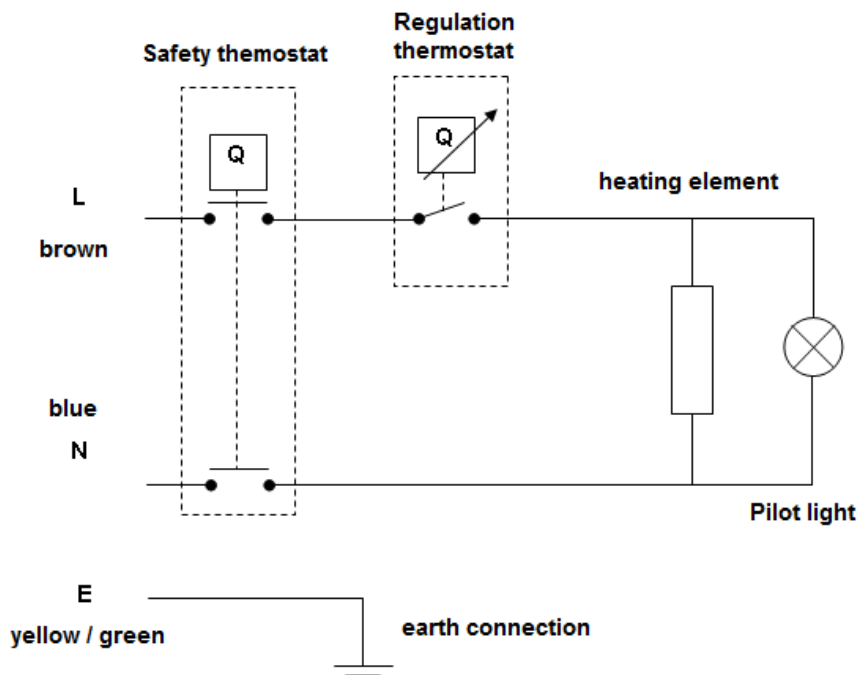 Regulation
thermostat
Safety themostat
Q
Q
L
heating element
brown
blue
N
Pilot light
E
yellow / green
earth connection